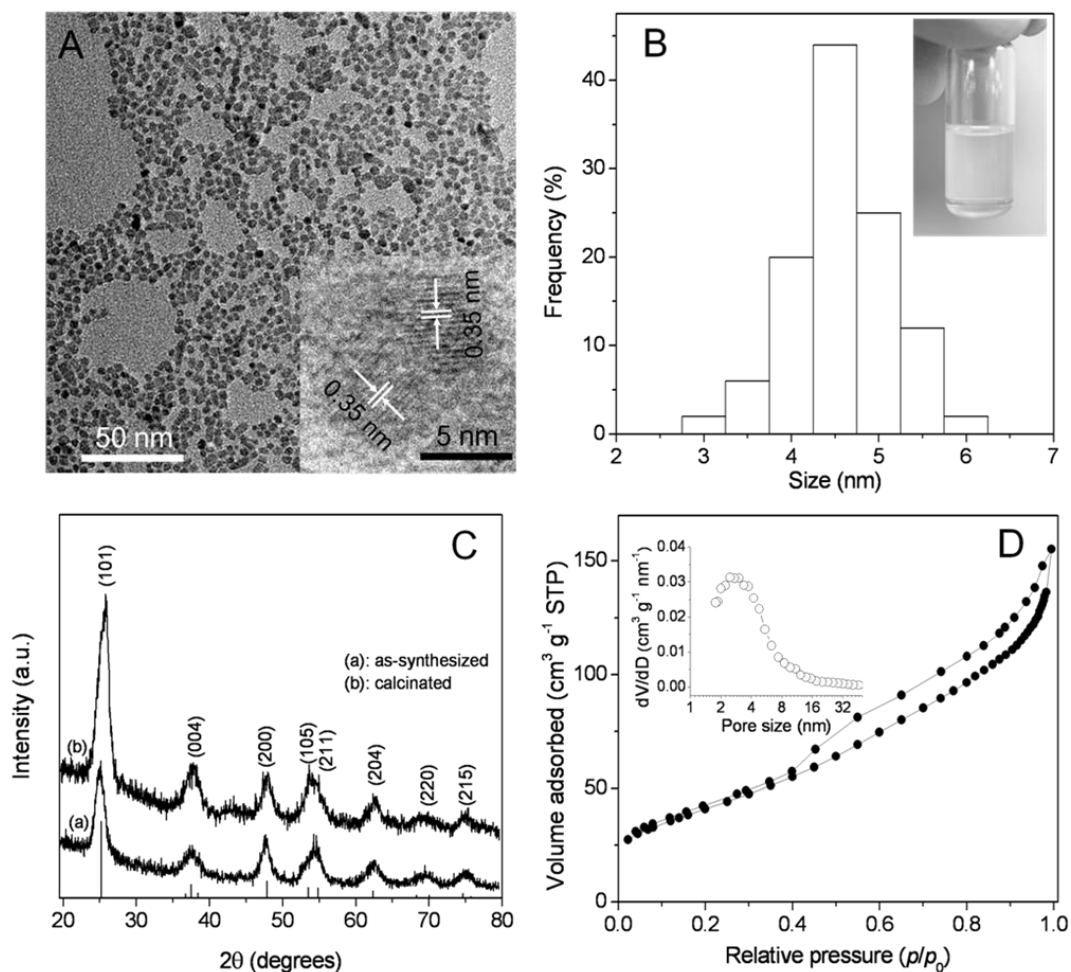 A
0.35 nm
0.35 nm
50 nm
5 nm
B
Frequency (%)
40
30
20
10
0
2 3 4 5 6 7
Size (nm)
C
Intensity (a.u.)
(101)
(a): as-synthesized
(b): calcinated
(b)
(004)
(200)
(105)
(211)
(204)
(220)
(215)
(a)
20 30 40 50 60 70 80
2θ (degrees)
D
Volume adsorbed (cm³ g⁻¹ STP)
150
100
50
0
dV/dD (cm³ g⁻¹ nm⁻¹)
0.04
0.03
0.02
0.01
0.00
1 2 4 8 16 32
Pore size (nm)
0.0 0.2 0.4 0.6 0.8 1.0
Relative pressure (p/p₀)